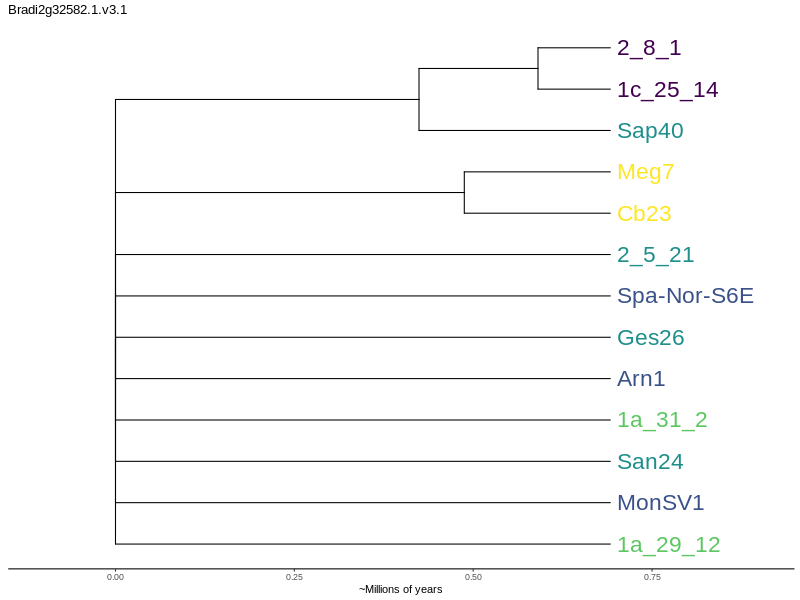 Bradi2g32582.1.v3.1
2_8_1
1c_25_14
Sap40
Meg7
Cb23
2_5_21
Spa-Nor-S6E
Ges26
Arn1
1a_31_2
San24
MonSV1
1a_29_12
0.00 0.25 0.50 0.75
~Millions of years